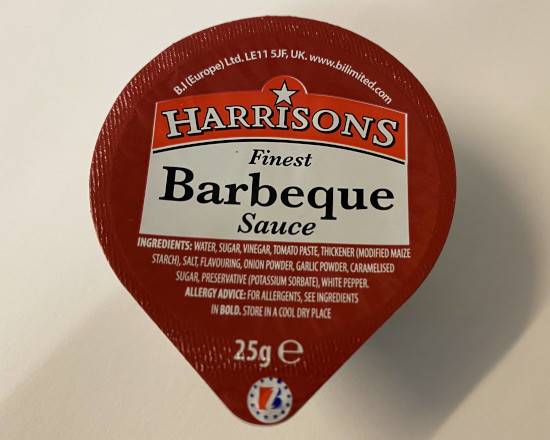 B.J (Europe) Ltd. LE11 5JF, UK. www.bilimited.com
HARRISONS
Finest
Barbeque
Sauce
INGREDIENTS: WATER, SUGAR, VINEGAR, TOMATO PASTE, THICKENER (MODIFIED MAIZE
STARCH), SALT, FLAVOURING, ONION POWDER, GARLIC POWDER, CARAMELISED
SUGAR, PRESERVATIVE (POTASSIUM SORBATE), WHITE PEPPER.
ALLERGY ADVICE: FOR ALLERGENTS, SEE INGREDIENTS
IN BOLD. STORE IN A COOL DRY PLACE
25g e